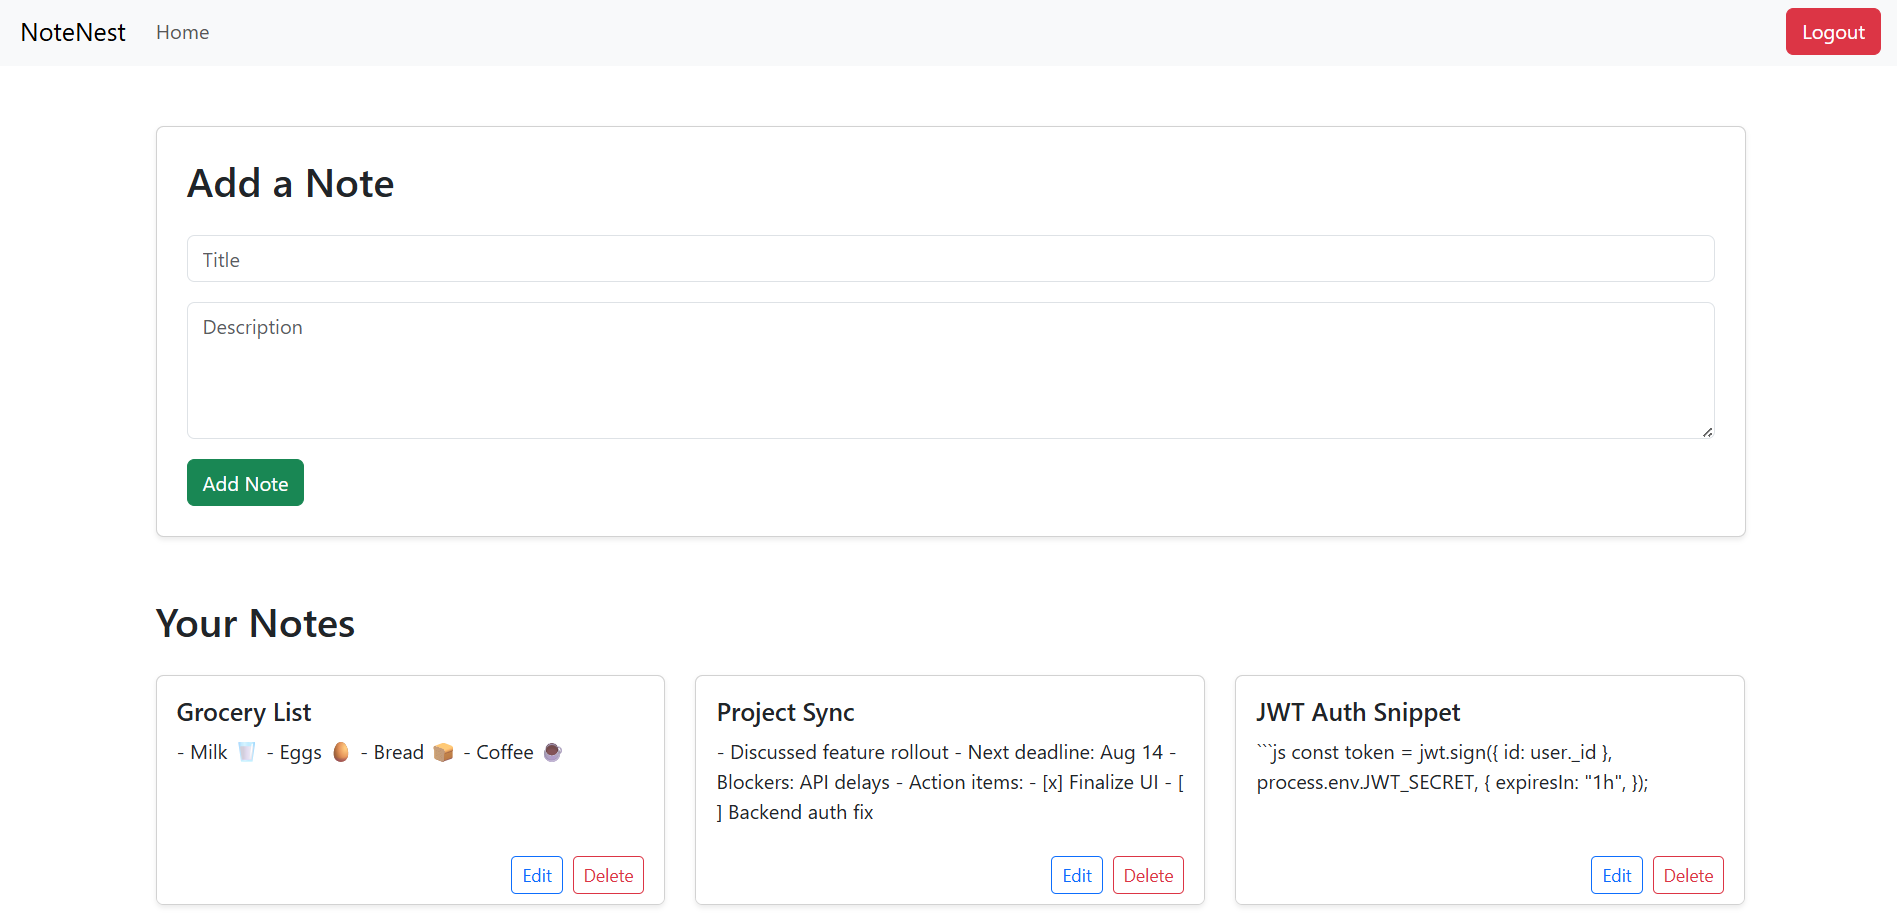 NoteNest Home Logout
Add a Note
Title
Description
Add Note
Your Notes
Grocery List
- Milk 🥛 - Eggs 🥚 - Bread 🍞 - Coffee ☕
Edit Delete
Project Sync
- Discussed feature rollout - Next deadline: Aug 14 -
Blockers: API delays - Action items: - [x] Finalize UI - [
] Backend auth fix
Edit Delete
JWT Auth Snippet
```js const token = jwt.sign({ id: user._id },
process.env.JWT_SECRET, { expiresIn: "1h", });
Edit Delete